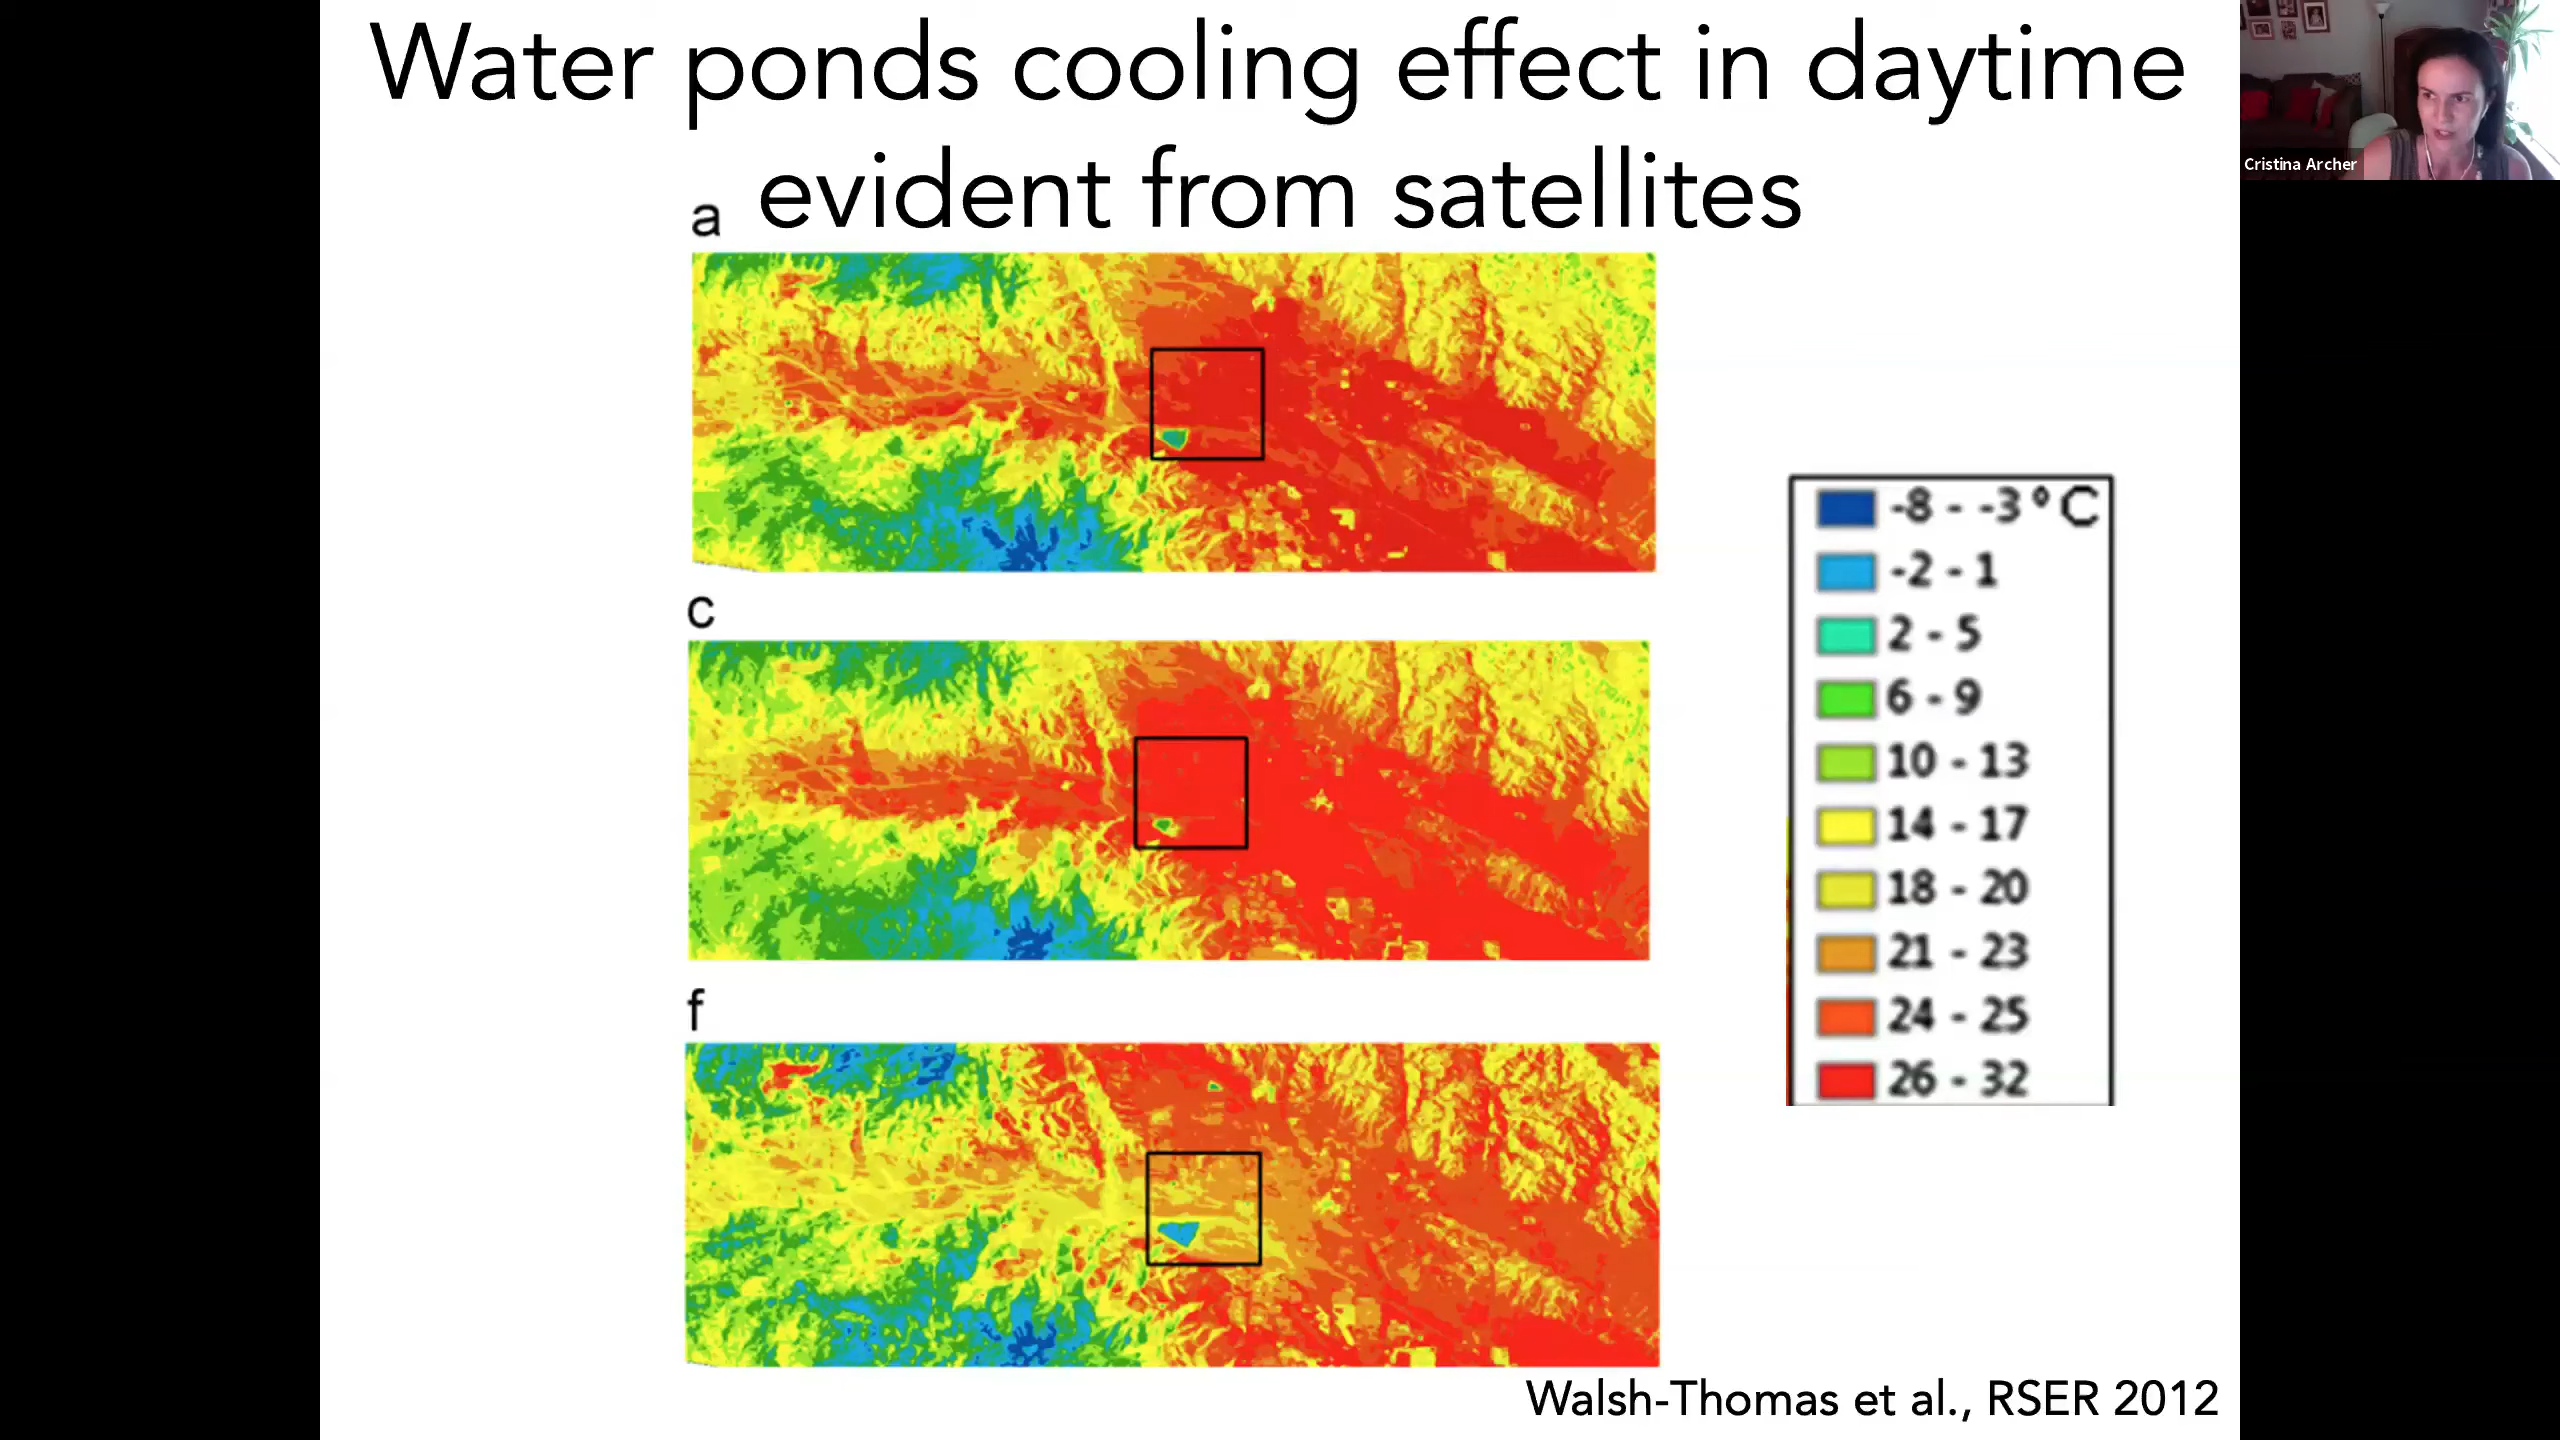 Water ponds cooling effect in daytime
evident from satellites
Cristina Archer
a
c
f
-8 - -3 °C
-2 - 1
2 - 5
6 - 9
10 - 13
14 - 17
18 - 20
21 - 23
24 - 25
26 - 32
Walsh-Thomas et al., RSER 2012